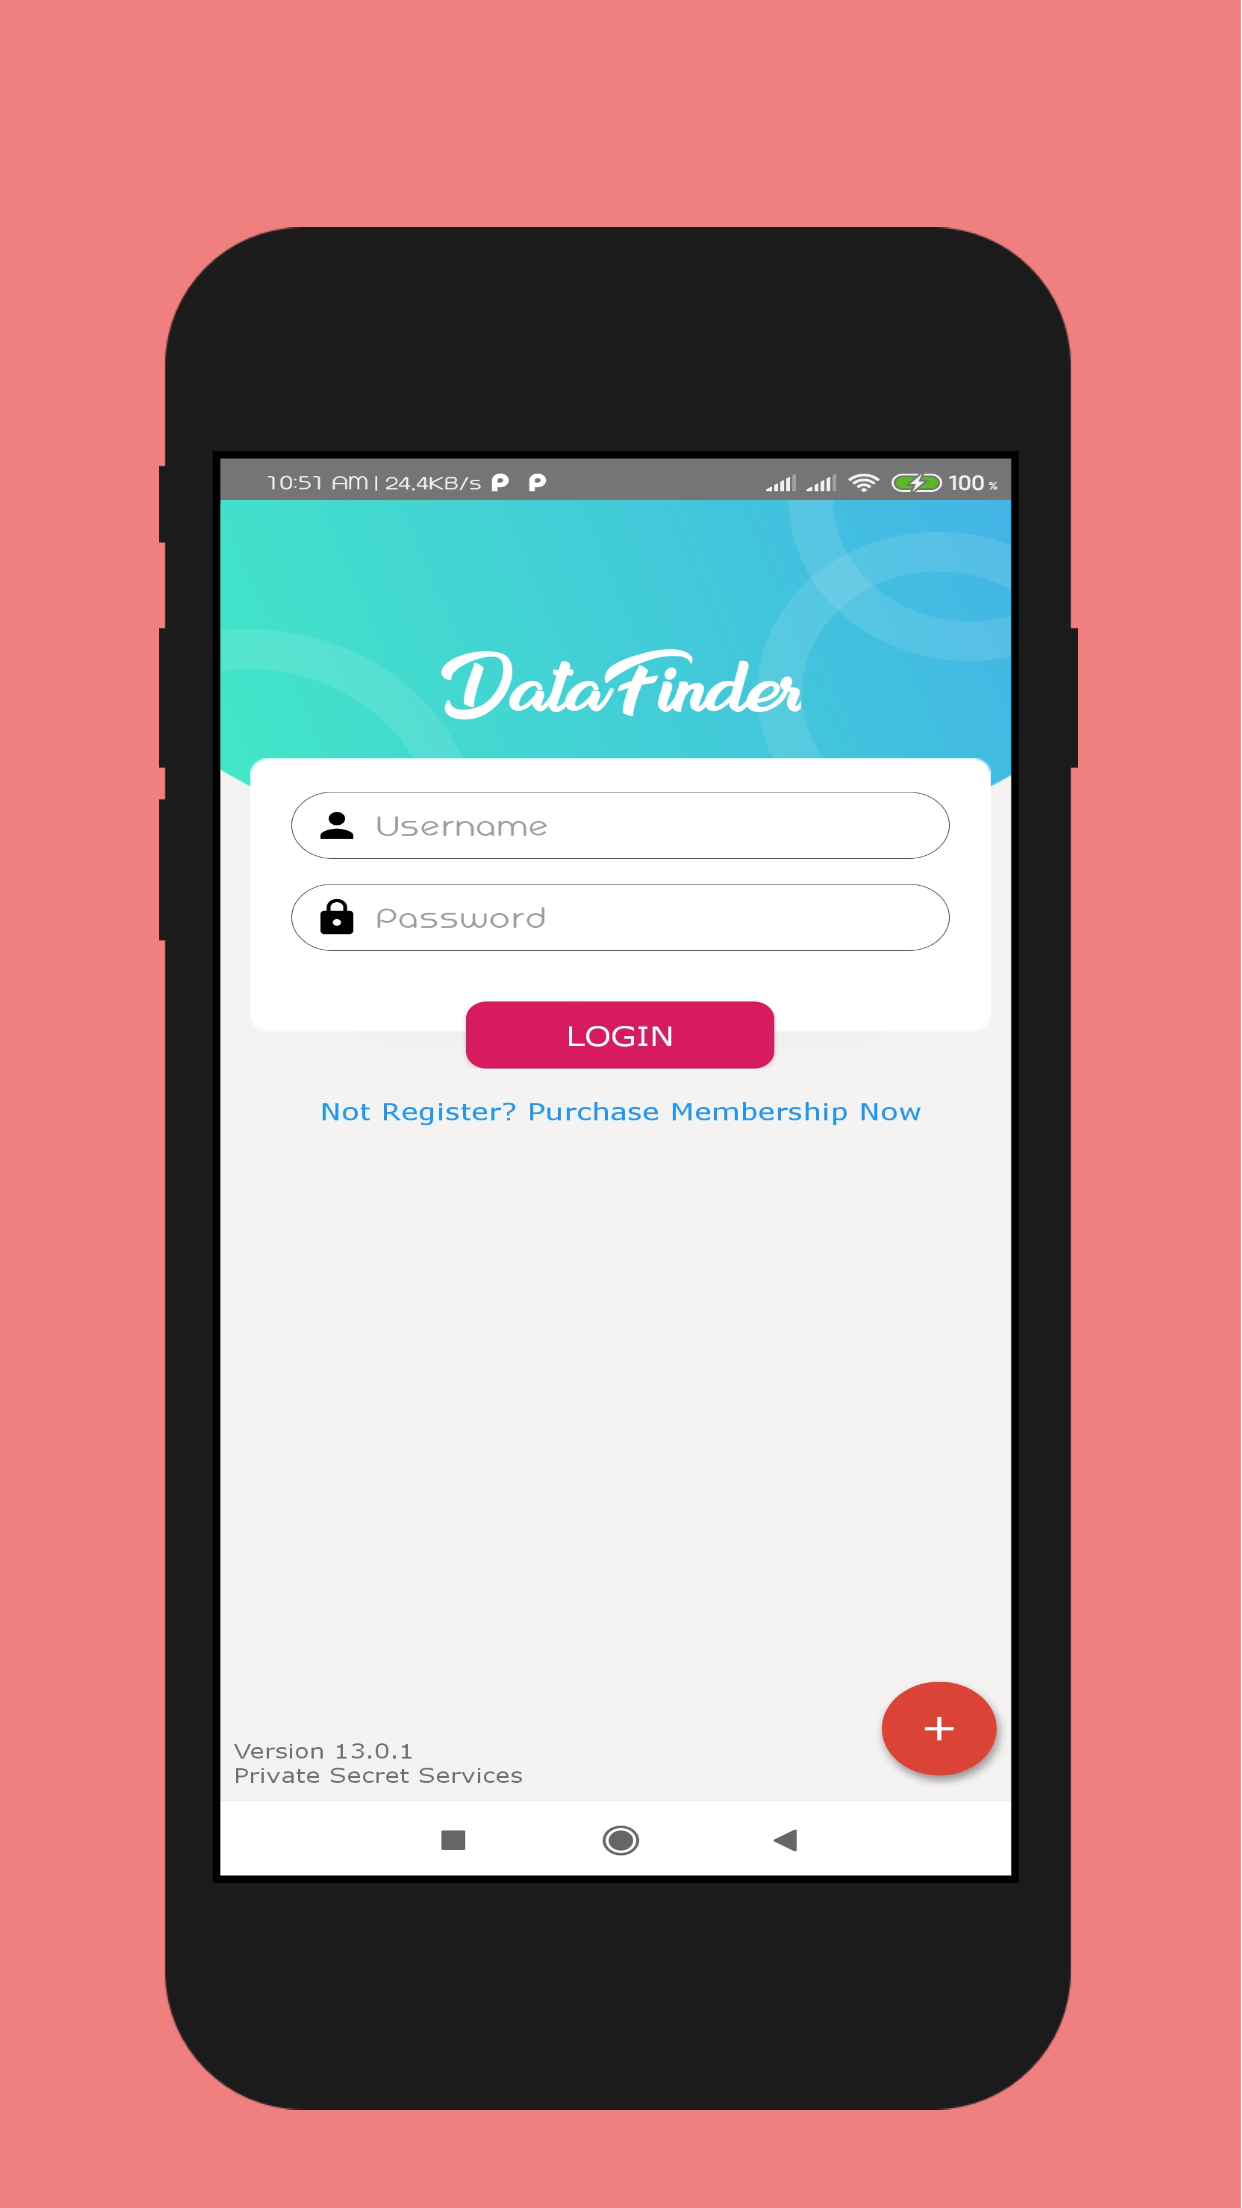 10:51 AM | 24.4KB/s 100 %
DataFinder
Username
Password
LOGIN
Not Register? Purchase Membership Now
Version 13.0.1
Private Secret Services